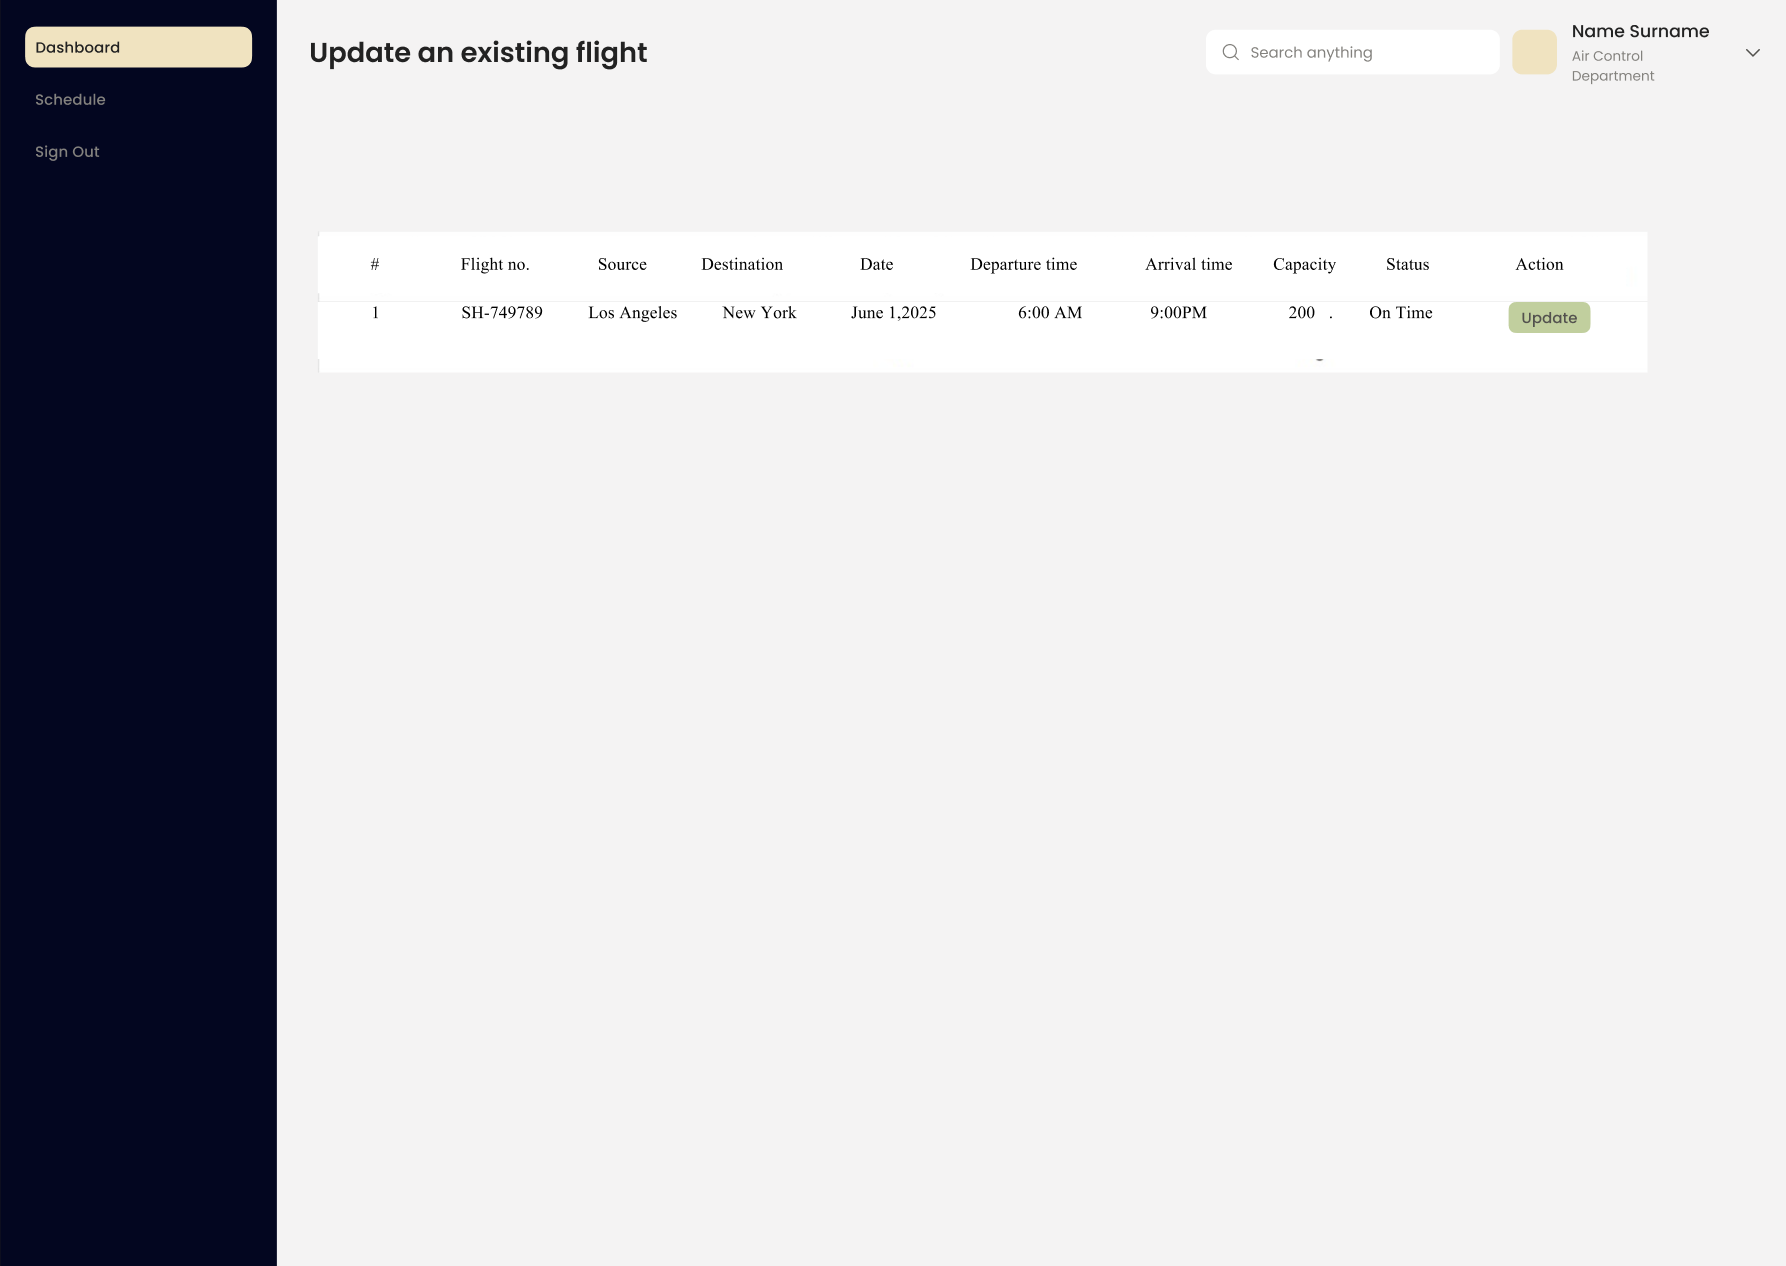 Dashboard
Schedule
Sign Out
Update an existing flight
Search anything
Name Surname
Air Control
Department
# Flight no. Source Destination Date Departure time Arrival time Capacity Status Action
1 SH-749789 Los Angeles New York June 1,2025 6:00 AM 9:00PM 200 . On Time Update